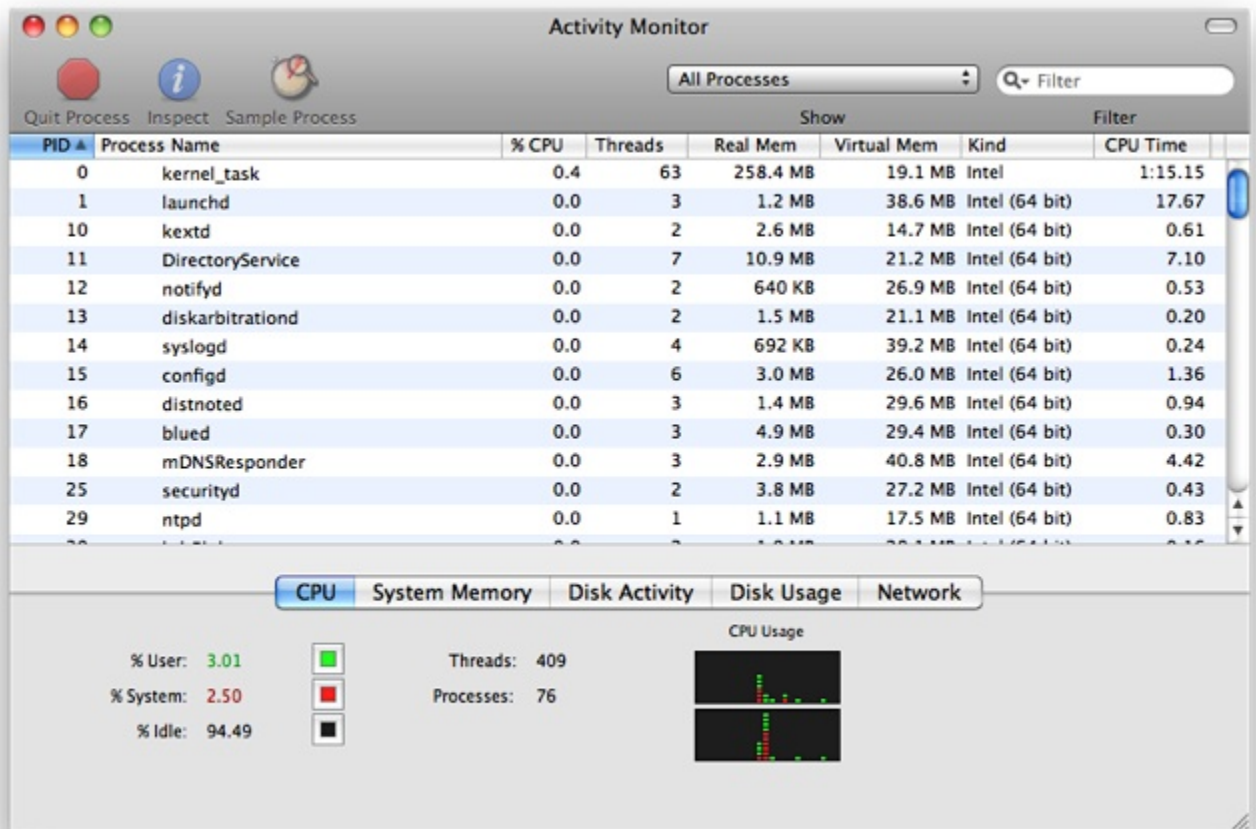 Activity Monitor
All Processes Filter
Quit Process Inspect Sample Process Show Filter
PID Process Name % CPU Threads Real Mem Virtual Mem Kind CPU Time
0 kernel_task 0.4 63 258.4 MB 19.1 MB Intel 1:15.15
1 launchd 0.0 3 1.2 MB 38.6 MB Intel (64 bit) 17.67
10 kextd 0.0 2 2.6 MB 14.7 MB Intel (64 bit) 0.61
11 DirectoryService 0.0 7 10.9 MB 21.2 MB Intel (64 bit) 7.10
12 notifyd 0.0 2 640 KB 26.9 MB Intel (64 bit) 0.53
13 diskarbitrationd 0.0 2 1.5 MB 21.1 MB Intel (64 bit) 0.20
14 syslogd 0.0 4 692 KB 39.2 MB Intel (64 bit) 0.24
15 configd 0.0 6 3.0 MB 26.0 MB Intel (64 bit) 1.36
16 distnoted 0.0 3 1.4 MB 29.6 MB Intel (64 bit) 0.94
17 blued 0.0 3 4.9 MB 29.4 MB Intel (64 bit) 0.30
18 mDNSResponder 0.0 3 2.9 MB 40.8 MB Intel (64 bit) 4.42
25 securityd 0.0 2 3.8 MB 27.2 MB Intel (64 bit) 0.43
29 ntpd 0.0 1 1.1 MB 17.5 MB Intel (64 bit) 0.83
CPU System Memory Disk Activity Disk Usage Network
CPU Usage
% User: 3.01 Threads: 409
% System: 2.50 Processes: 76
% Idle: 94.49